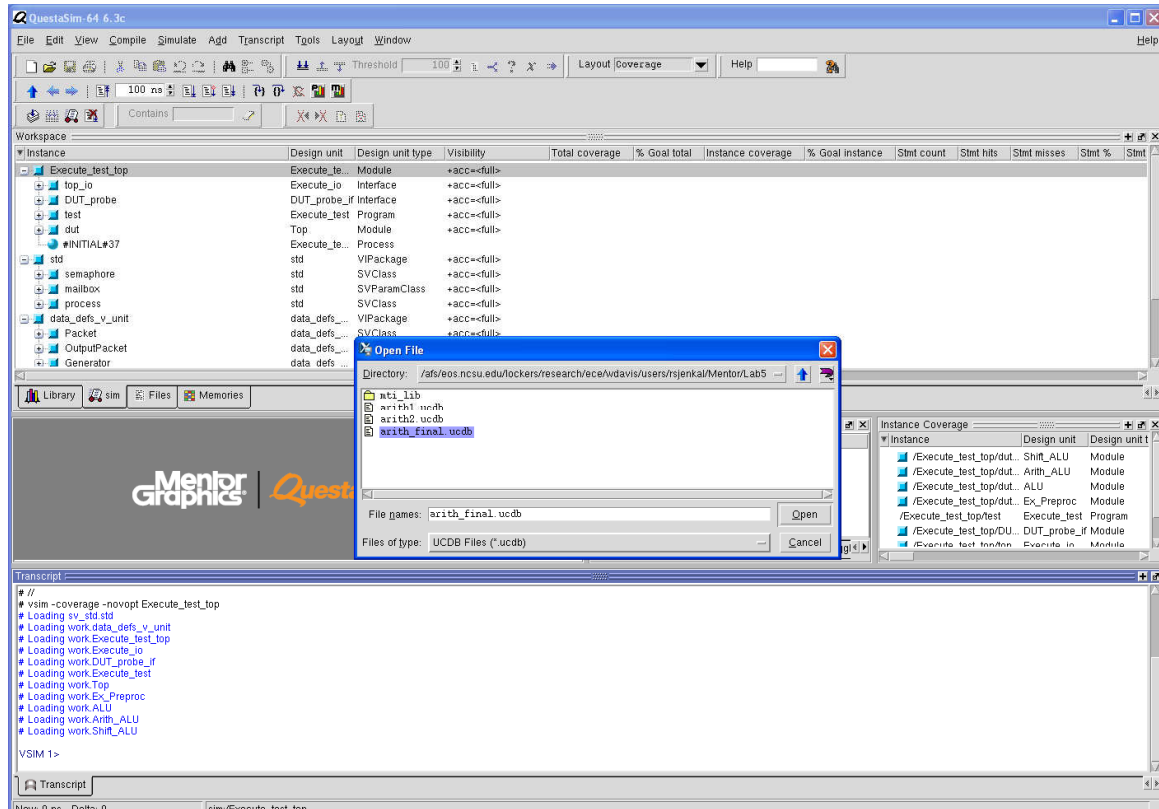 QuestaSim-64 6.3c
File Edit View Compile Simulate Add Transcript Tools Layout Window Help
Threshold 100 Layout Coverage Help
100 ns
Contains
Workspace
Instance Design unit Design unit type Visibility Total coverage % Goal total Instance coverage % Goal instance Stmt count Stmt hits Stmt misses Stmt % Stmt
Execute_test_top Execute_te... Module +acc=<full>
top_io Execute_io Interface +acc=<full>
DUT_probe DUT_probe_if Interface +acc=<full>
test Execute_test Program +acc=<full>
dut Top Module +acc=<full>
#INITIAL#37 Execute_te... Process
std std VIPackage +acc=<full>
semaphore std SVClass +acc=<full>
mailbox std SVParamClass +acc=<full>
process std SVClass +acc=<full>
data_defs_v_unit data_defs_... VIPackage +acc=<full>
Packet data_defs_... SVClass +acc=<full>
OutputPacket data_defs_...
Generator data_defs_...
Library sim Files Memories
Open File
Directory: /afs/eos.ncsu.edu/lockers/research/ece/wdavis/users/rsjenkal/Mentor/Lab5
mti_lib
arith1.ucdb
arith2.ucdb
arith_final.ucdb
File names: arith_final.ucdb Open
Files of type: UCDB Files (*.ucdb) Cancel
Mentor Graphics Questa
Instance Coverage
Instance Design unit Design unit t
/Execute_test_top/dut... Shift_ALU Module
/Execute_test_top/dut... Arith_ALU Module
/Execute_test_top/dut... ALU Module
/Execute_test_top/dut... Ex_Preproc Module
/Execute_test_top/test Execute_test Program
/Execute_test_top/DU... DUT_probe_if Module
/Execute_test_top/top Execute_io Module
Transcript
# //
# vsim -coverage -novopt Execute_test_top
# Loading sv_std.std
# Loading work.data_defs_v_unit
# Loading work.Execute_test_top
# Loading work.Execute_io
# Loading work.DUT_probe_if
# Loading work.Execute_test
# Loading work.Top
# Loading work.Ex_Preproc
# Loading work.ALU
# Loading work.Arith_ALU
# Loading work.Shift_ALU
VSIM 1>
Transcript
Now: 0 ns Delta: 0 sim:/Execute_test_top